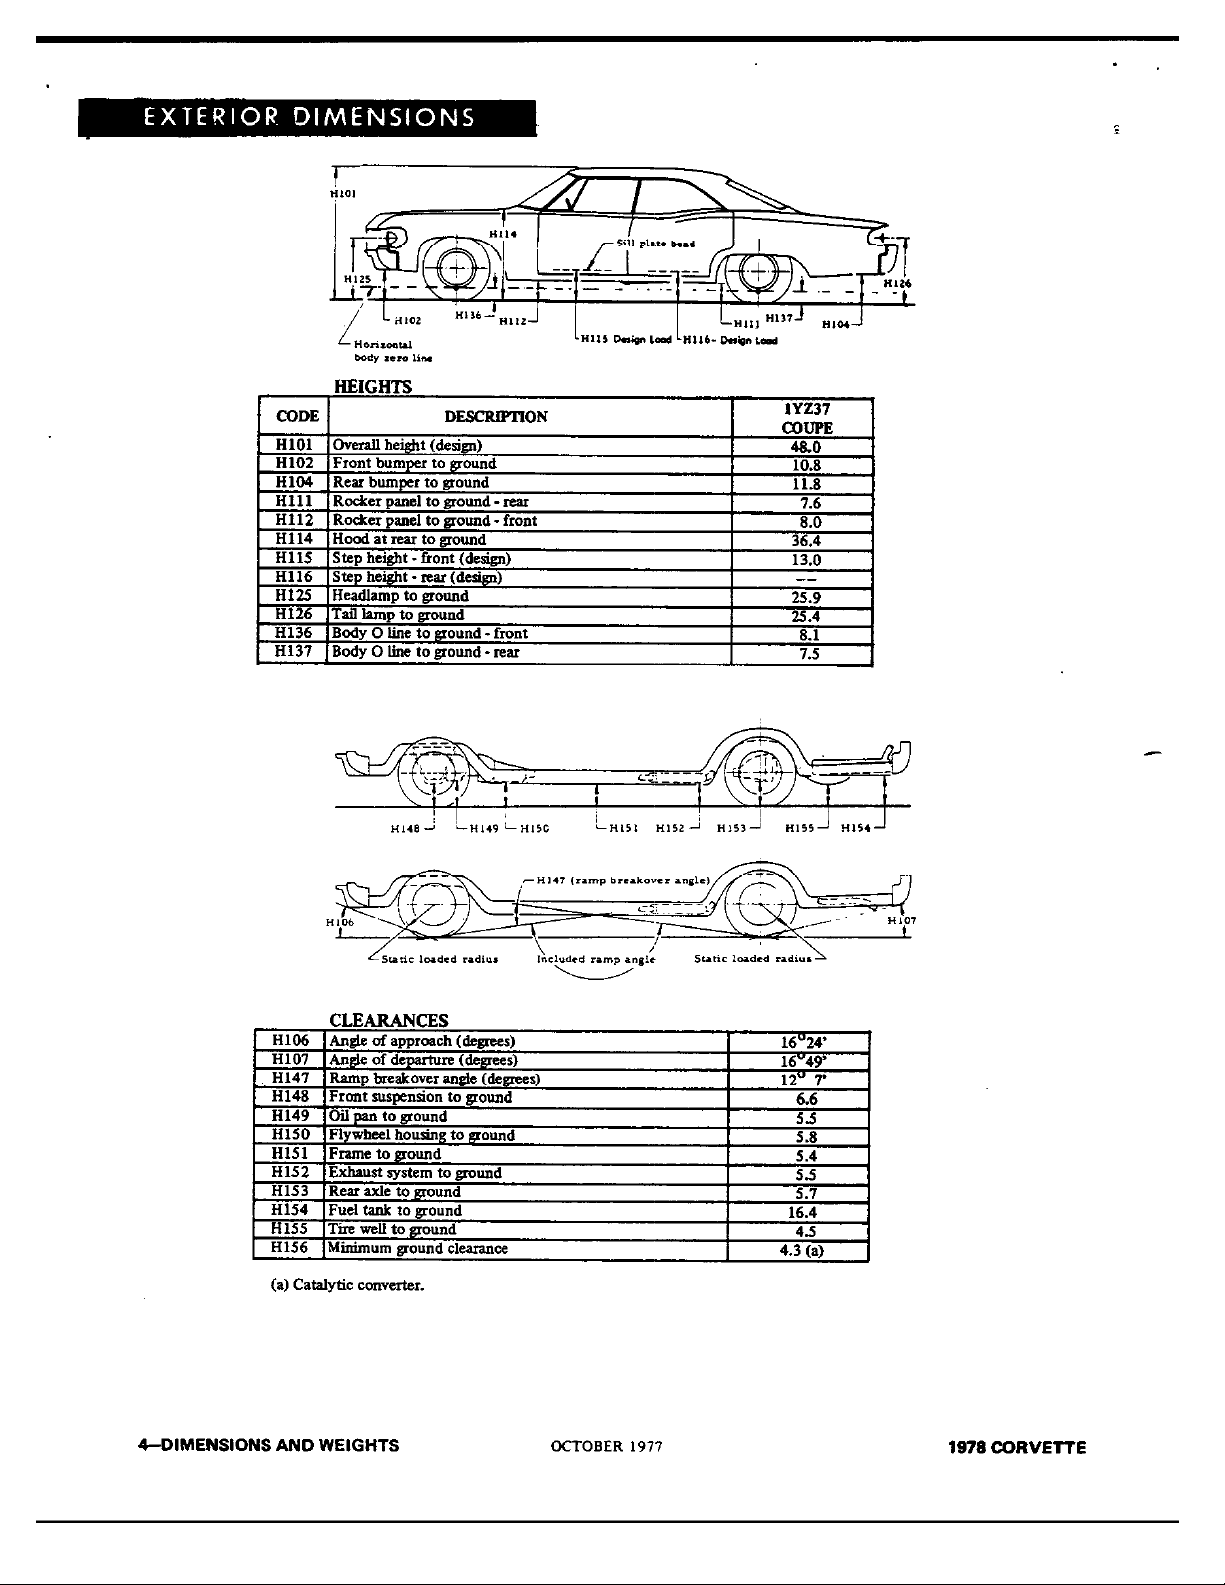 EXTERIOR DIMENSIONS
H101
H114
Sill plate bead
H125
H126
H102
H136
H112
H111
H137
H104
H115 Design Load
H116- Design Load
Horizontal
body zero line
HEIGHTS
CODE DESCRIPTION 1YZ37 COUPE
H101 Overall height (design) 48.0
H102 Front bumper to ground 10.8
H104 Rear bumper to ground 11.8
H111 Rocker panel to ground - rear 7.6
H112 Rocker panel to ground - front 8.0
H114 Hood at rear to ground 36.4
H115 Step height - front (design) 13.0
H116 Step height - rear (design) --
H125 Headlamp to ground 25.9
H126 Tail lamp to ground 25.4
H136 Body O line to ground - front 8.1
H137 Body O line to ground - rear 7.5
H148 H149 H150 H151 H152 H153 H155 H154
H147 (ramp breakover angle)
H106
H107
Static loaded radius Included ramp angle Static loaded radius
CLEARANCES
H106 Angle of approach (degrees) 16°24'
H107 Angle of departure (degrees) 16°49'
H147 Ramp breakover angle (degrees) 12° 7'
H148 Front suspension to ground 6.6
H149 Oil pan to ground 5.5
H150 Flywheel housing to ground 5.8
H151 Frame to ground 5.4
H152 Exhaust system to ground 5.5
H153 Rear axle to ground 5.7
H154 Fuel tank to ground 16.4
H155 Tire well to ground 4.5
H156 Minimum ground clearance 4.3 (a)
(a) Catalytic converter.
4—DIMENSIONS AND WEIGHTS OCTOBER 1977 1978 CORVETTE